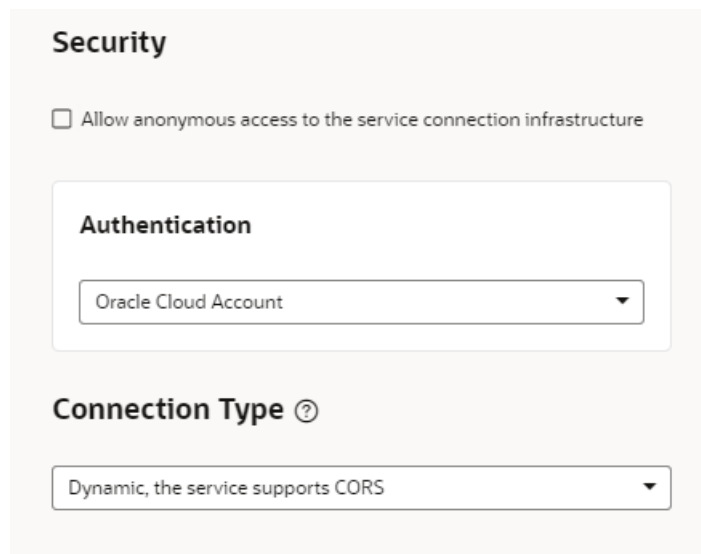 Security
Allow anonymous access to the service connection infrastructure
Authentication
Oracle Cloud Account
Connection Type
Dynamic, the service supports CORS